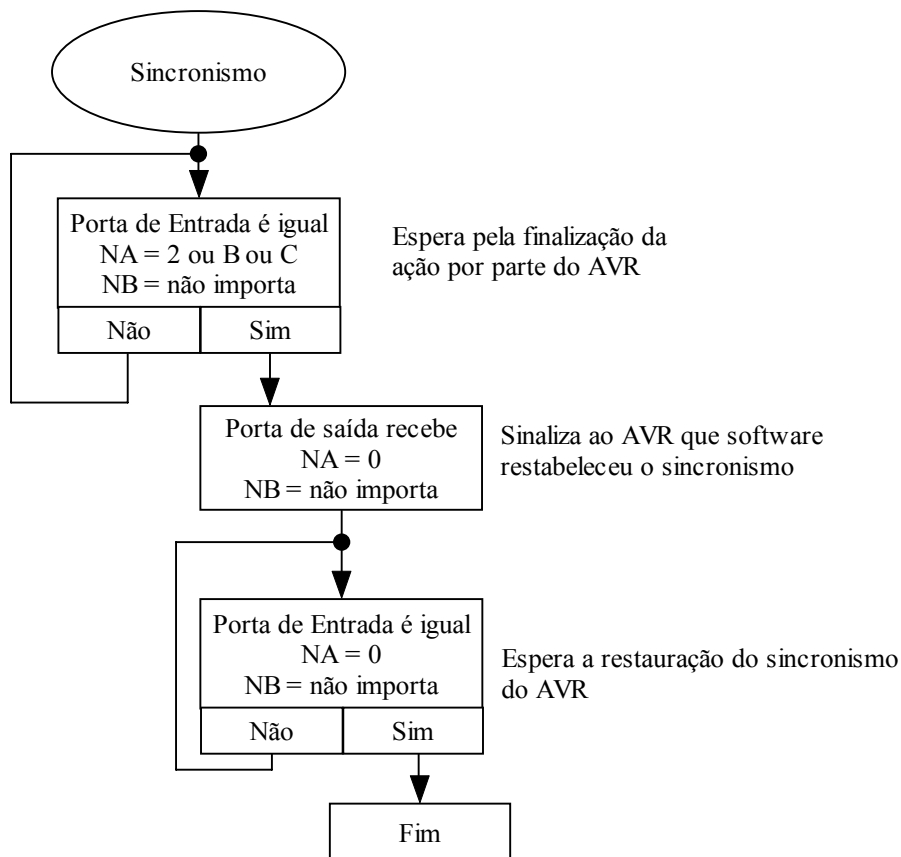 Sincronismo
Porta de Entrada é igual
NA = 2 ou B ou C
NB = não importa
Não
Sim
Espera pela finalização da
ação por parte do AVR
Porta de saída recebe
NA = 0
NB = não importa
Sinaliza ao AVR que software
restabeleceu o sincronismo
Porta de Entrada é igual
NA = 0
NB = não importa
Não
Sim
Espera a restauração do sincronismo
do AVR
Fim